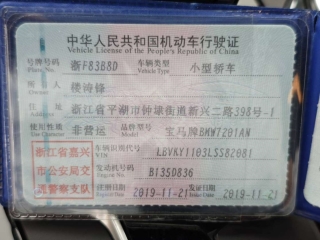 中华人民共和国机动车行驶证
Vehicle License of the People's Republic of China
号牌号码 浙F83B8D 车辆类型 小型轿车
Plate No. Vehicle Type
所有人
Owner
住址 浙江省平湖市钟埭街道新兴二路398号-1
Address
使用性质 非营运 品牌型号 宝马牌BMW7201AN
Use Character Model
浙江省嘉兴市公安局交通警察支队
车辆识别代号
VIN
发动机号码 B135D836
Engine No.
注册日期 2019-11-21 发证日期 2019-11-21
Register Date Issue Date